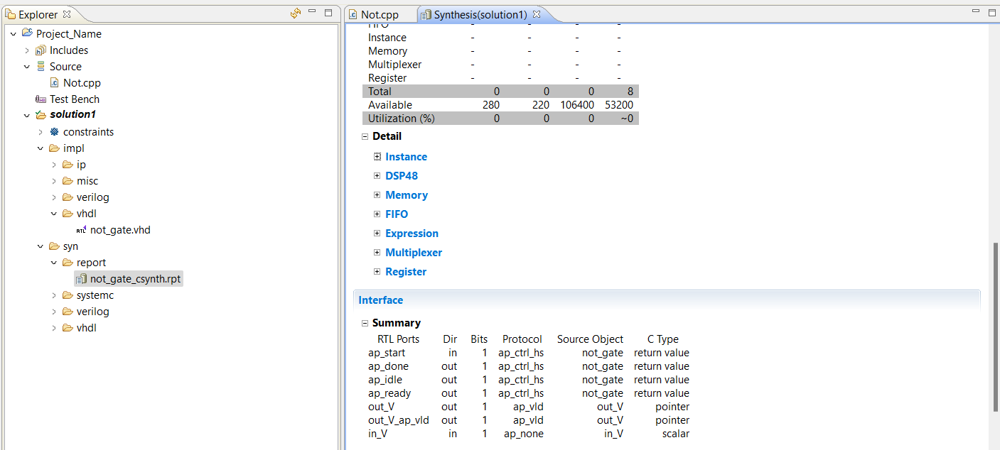 Explorer
Project_Name
Includes
Source
Not.cpp
Test Bench
solution1
constraints
impl
ip
misc
verilog
vhdl
not_gate.vhd
syn
report
not_gate_csynth.rpt
systemc
verilog
vhdl
Not.cpp Synthesis(solution1)
FIFO - - - -
Instance - - - -
Memory - - - -
Multiplexer - - - -
Register - - - -
Total 0 0 0 8
Available 280 220 106400 53200
Utilization (%) 0 0 0 ~0
Detail
Instance
DSP48
Memory
FIFO
Expression
Multiplexer
Register
Interface
Summary
RTL Ports Dir Bits Protocol Source Object C Type
ap_start in 1 ap_ctrl_hs not_gate return value
ap_done out 1 ap_ctrl_hs not_gate return value
ap_idle out 1 ap_ctrl_hs not_gate return value
ap_ready out 1 ap_ctrl_hs not_gate return value
out_V out 1 ap_vld out_V pointer
out_V_ap_vld out 1 ap_vld out_V pointer
in_V in 1 ap_none in_V scalar